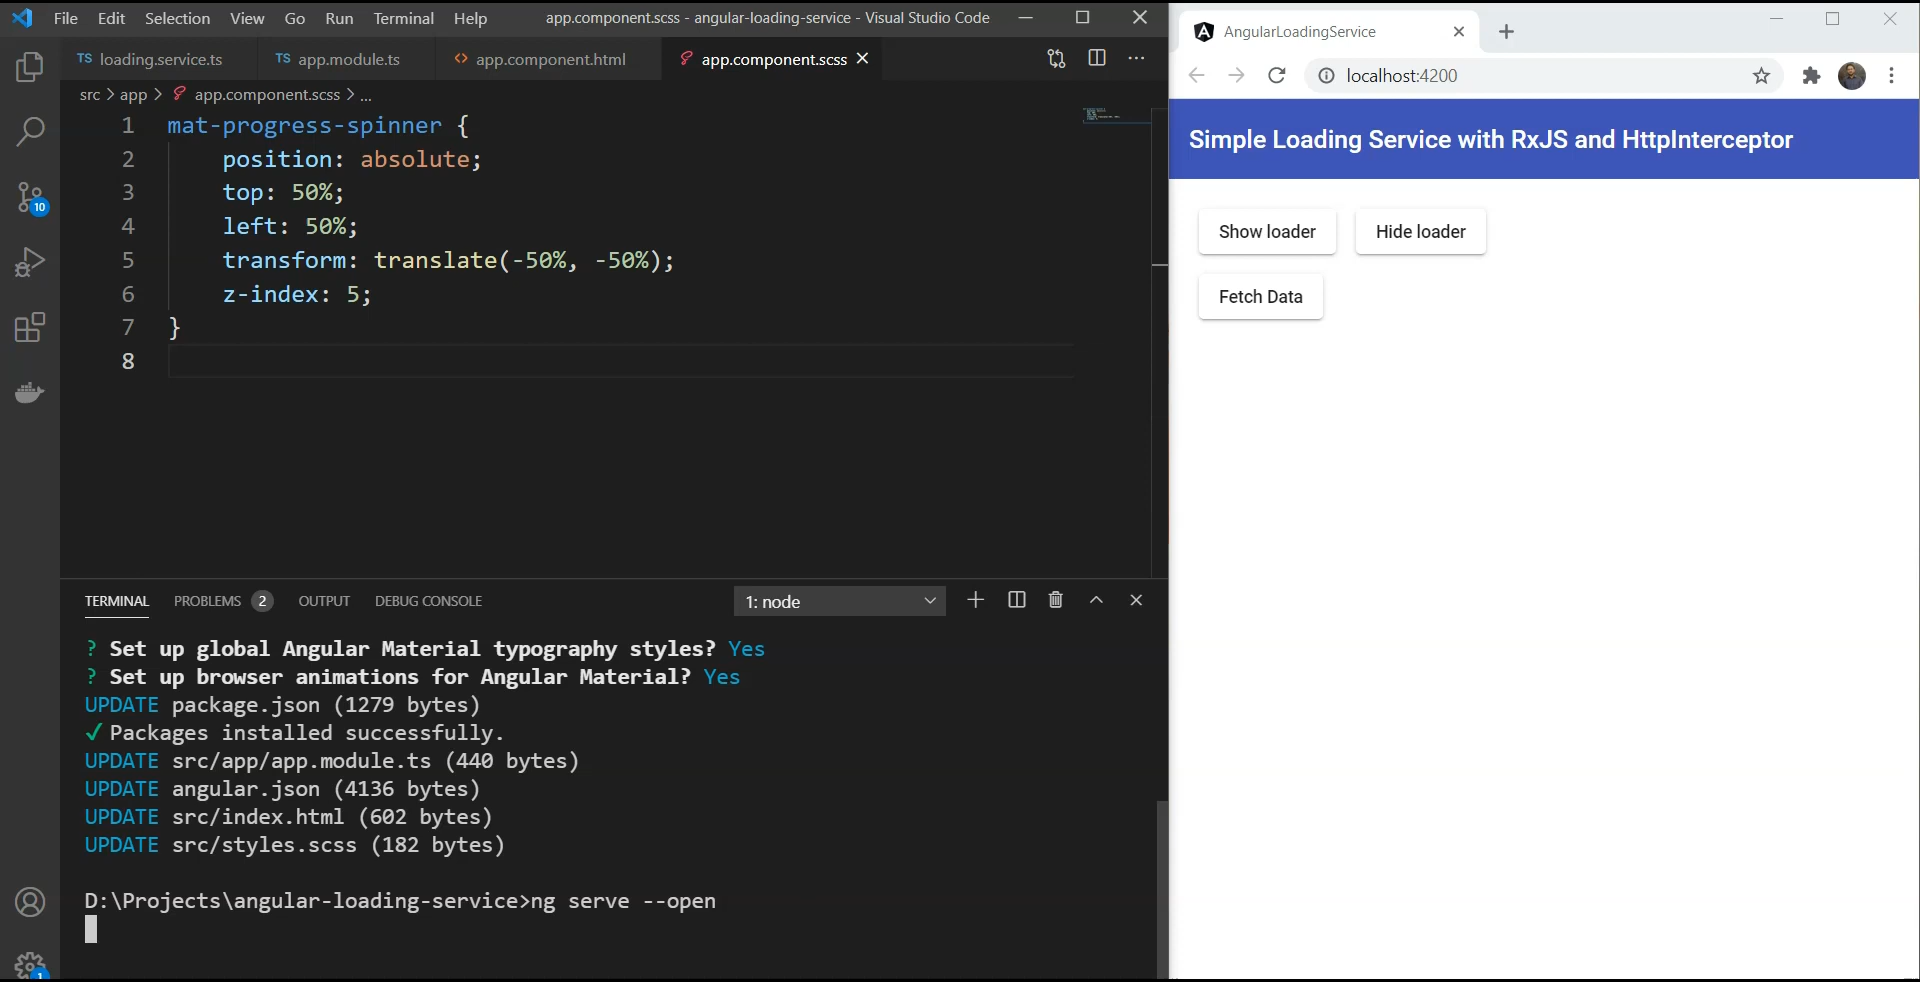 File Edit Selection View Go Run Terminal Help app.component.scss - angular-loading-service - Visual Studio Code
TS loading.service.ts TS app.module.ts <> app.component.html app.component.scss
src > app > app.component.scss > ...
1 mat-progress-spinner {
2 position: absolute;
3 top: 50%;
4 left: 50%;
5 transform: translate(-50%, -50%);
6 z-index: 5;
7 }
8
10
TERMINAL PROBLEMS 2 OUTPUT DEBUG CONSOLE 1: node
? Set up global Angular Material typography styles? Yes
? Set up browser animations for Angular Material? Yes
UPDATE package.json (1279 bytes)
✓ Packages installed successfully.
UPDATE src/app/app.module.ts (440 bytes)
UPDATE angular.json (4136 bytes)
UPDATE src/index.html (602 bytes)
UPDATE src/styles.scss (182 bytes)
D:\Projects\angular-loading-service>ng serve --open
1
A AngularLoadingService
localhost:4200
Simple Loading Service with RxJS and HttpInterceptor
Show loader Hide loader
Fetch Data